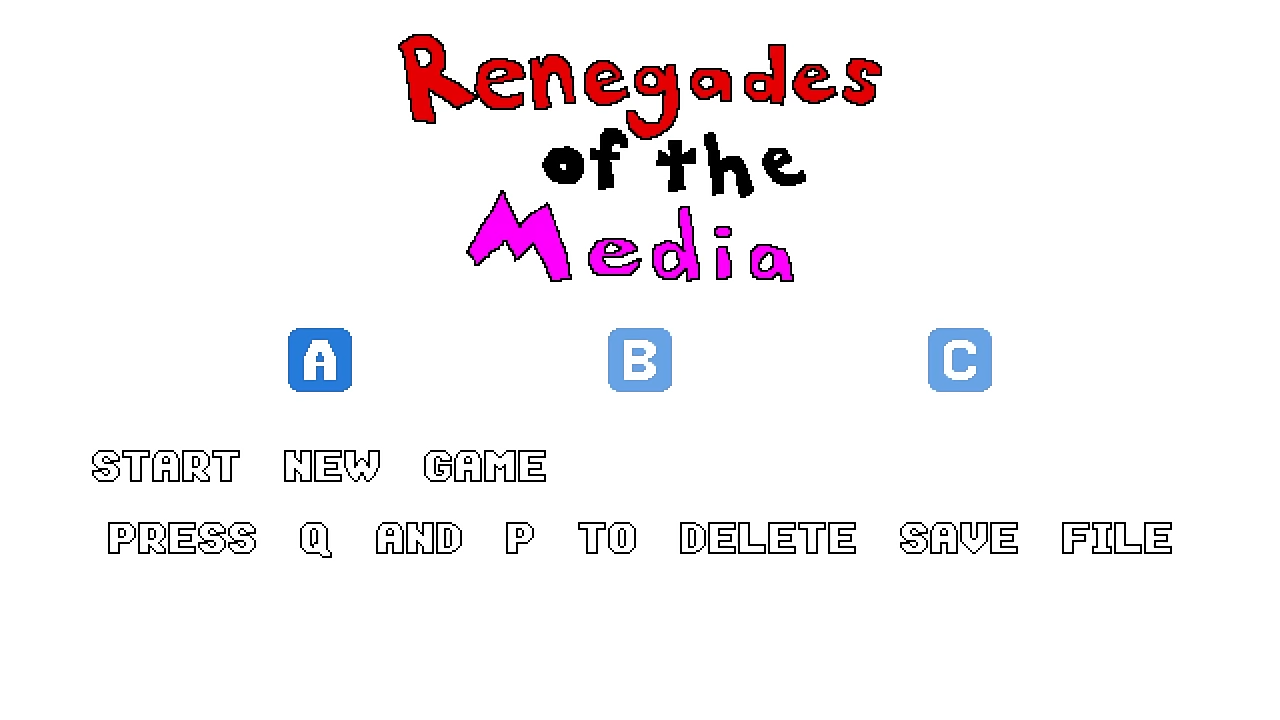 Renegades
of the
Media
A B C
START NEW GAME
PRESS Q AND P TO DELETE SAVE FILE